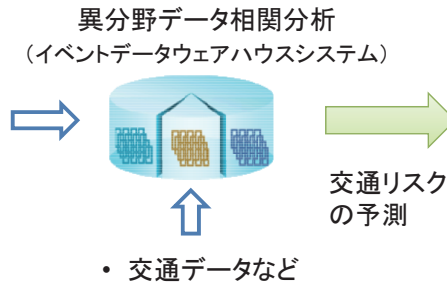 異分野データ相関分析
（イベントデータウェアハウスシステム）
交通リスク
の予測
• 交通データなど